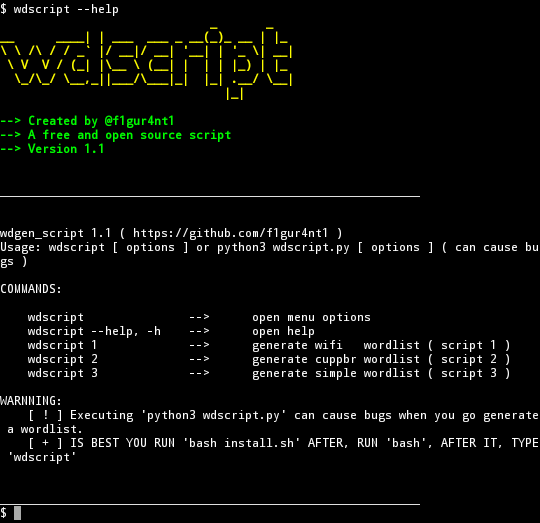 $ wdscript --help
wdscript
--> Created by @f1gur4nt1
--> A free and open source script
--> Version 1.1
wdgen_script 1.1 ( https://github.com/f1gur4nt1 )
Usage: wdscript [ options ] or python3 wdscript.py [ options ] ( can cause bu
gs )
COMMANDS:
wdscript --> open menu options
wdscript --help, -h --> open help
wdscript 1 --> generate wifi wordlist ( script 1 )
wdscript 2 --> generate cuppbr wordlist ( script 2 )
wdscript 3 --> generate simple wordlist ( script 3 )
WARNNING:
[ ! ] Executing 'python3 wdscript.py' can cause bugs when you go generate
a wordlist.
[ + ] IS BEST YOU RUN 'bash install.sh' AFTER, RUN 'bash', AFTER IT, TYPE
'wdscript'
$